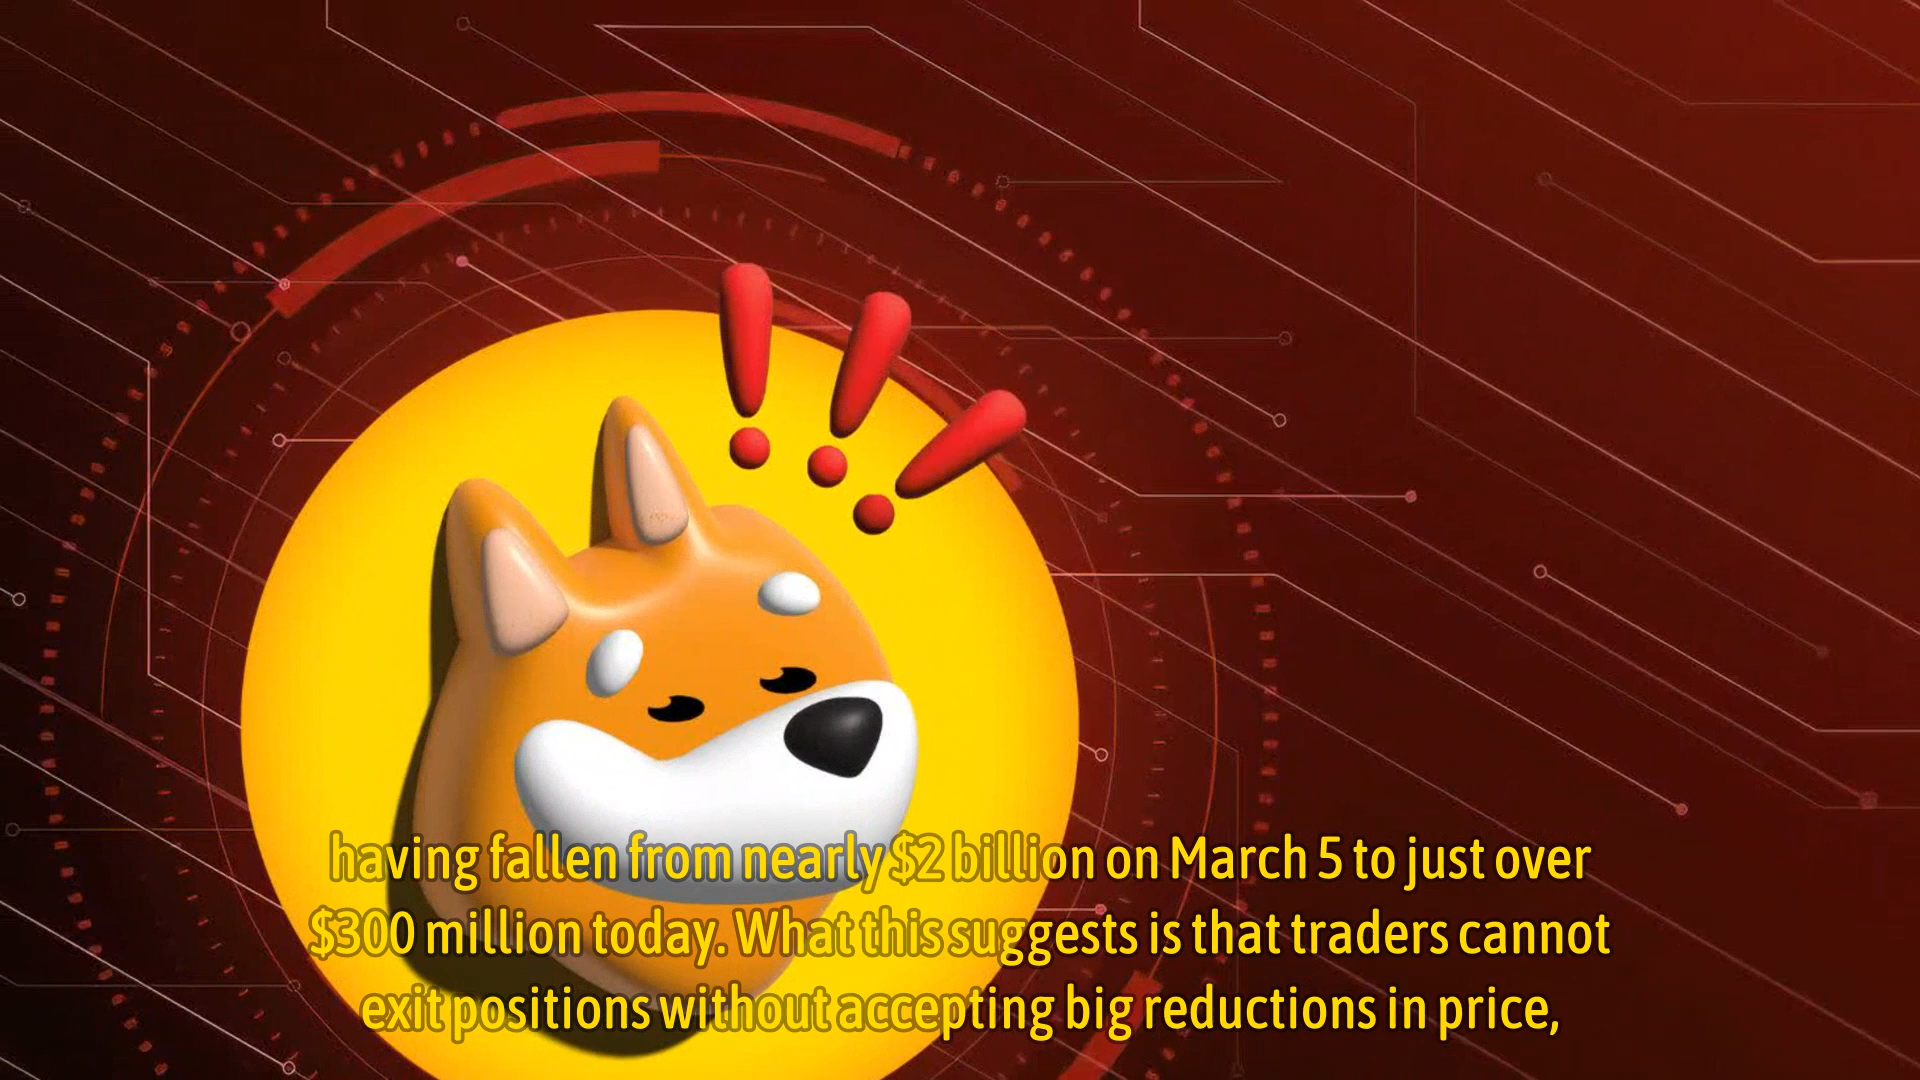 having fallen from nearly $2 billion on March 5 to just over
$300 million today. What this suggests is that traders cannot
exit positions without accepting big reductions in price,